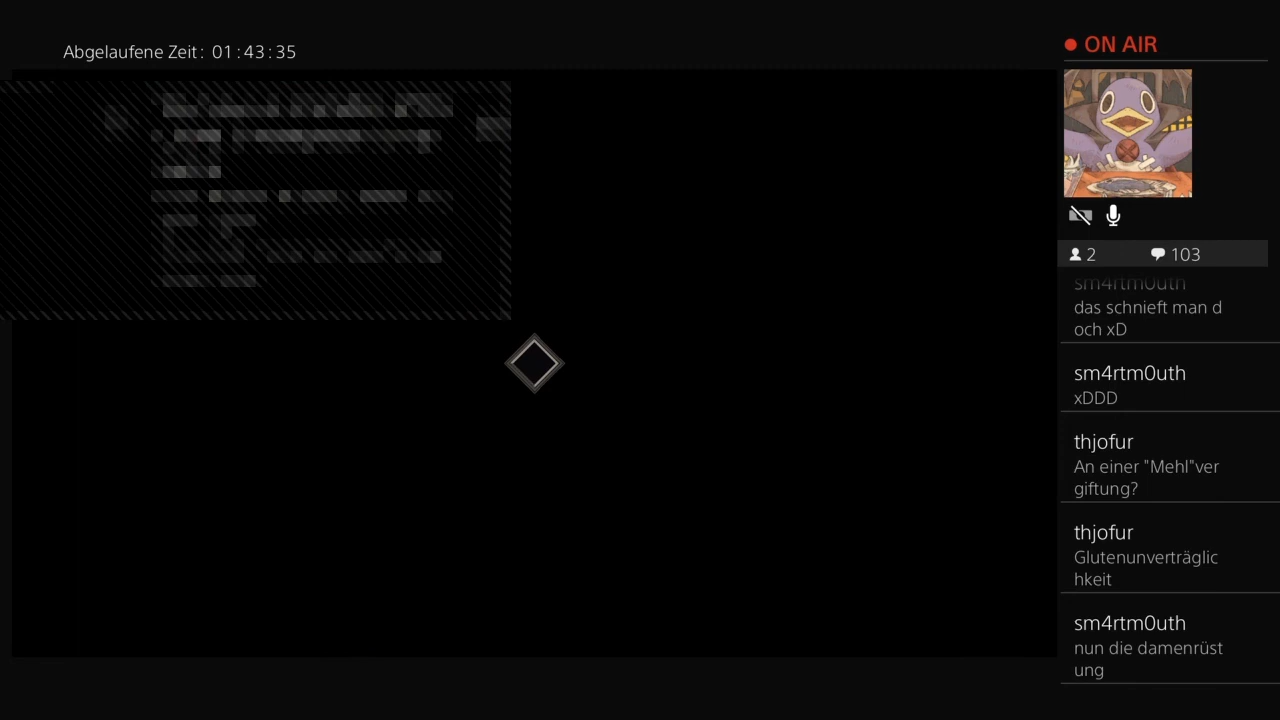 Abgelaufene Zeit: 01:43:35
ON AIR
2
103
sm4rtm0uth
das schnieft man d
och xD
sm4rtm0uth
xDDD
thjofur
An einer "Mehl"ver
giftung?
thjofur
Glutenunverträglic
hkeit
sm4rtm0uth
nun die damenrüst
ung